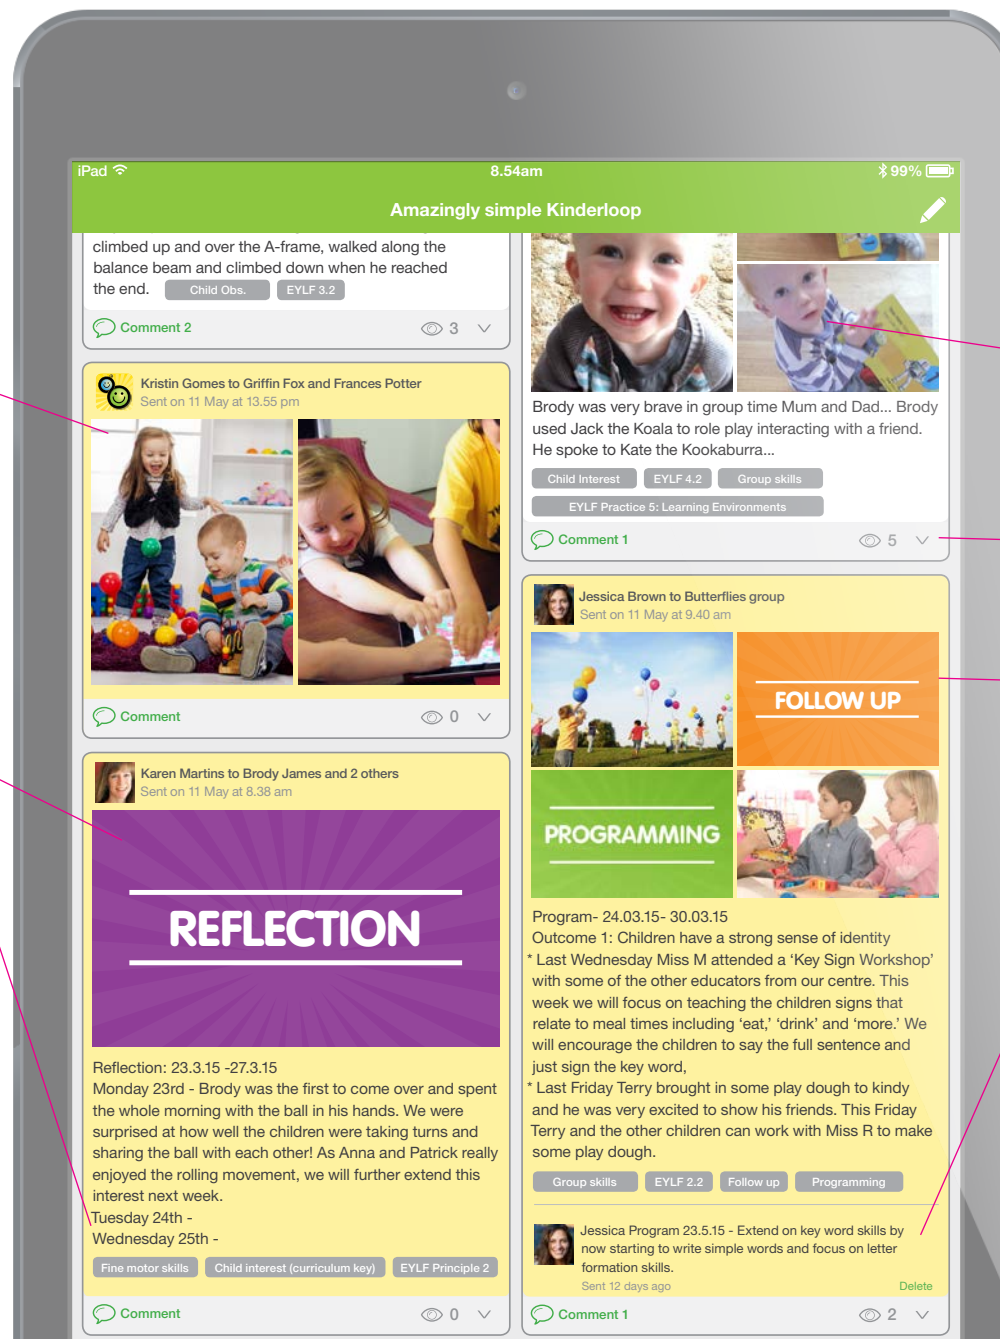 iPad
8.54am
99%
Amazingly simple Kinderloop
climbed up and over the A-frame, walked along the
balance beam and climbed down when he reached
the end.
Child Obs.
EYLF 3.2
Comment 2
3
Kristin Gomes to Griffin Fox and Frances Potter
Sent on 11 May at 13.55 pm
Comment
0
Karen Martins to Brody James and 2 others
Sent on 11 May at 8.38 am
REFLECTION
Reflection: 23.3.15 -27.3.15
Monday 23rd - Brody was the first to come over and spent
the whole morning with the ball in his hands. We were
surprised at how well the children were taking turns and
sharing the ball with each other! As Anna and Patrick really
enjoyed the rolling movement, we will further extend this
interest next week.
Tuesday 24th -
Wednesday 25th -
Fine motor skills
Child interest (curriculum key)
EYLF Principle 2
Comment
0
Brody was very brave in group time Mum and Dad... Brody
used Jack the Koala to role play interacting with a friend.
He spoke to Kate the Kookaburra...
Child Interest
EYLF 4.2
Group skills
EYLF Practice 5: Learning Environments
Comment 1
5
Jessica Brown to Butterflies group
Sent on 11 May at 9.40 am
FOLLOW UP
PROGRAMMING
Program- 24.03.15- 30.03.15
Outcome 1: Children have a strong sense of identity
* Last Wednesday Miss M attended a ‘Key Sign Workshop’
with some of the other educators from our centre. This
week we will focus on teaching the children signs that
relate to meal times including ‘eat,’ ‘drink’ and ‘more.’ We
will encourage the children to say the full sentence and
just sign the key word,
* Last Friday Terry brought in some play dough to kindy
and he was very excited to show his friends. This Friday
Terry and the other children can work with Miss R to make
some play dough.
Group skills
EYLF 2.2
Follow up
Programming
Jessica Program 23.5.15 - Extend on key word skills by
now starting to write simple words and focus on letter
formation skills.
Sent 12 days ago
Delete
Comment 1
2